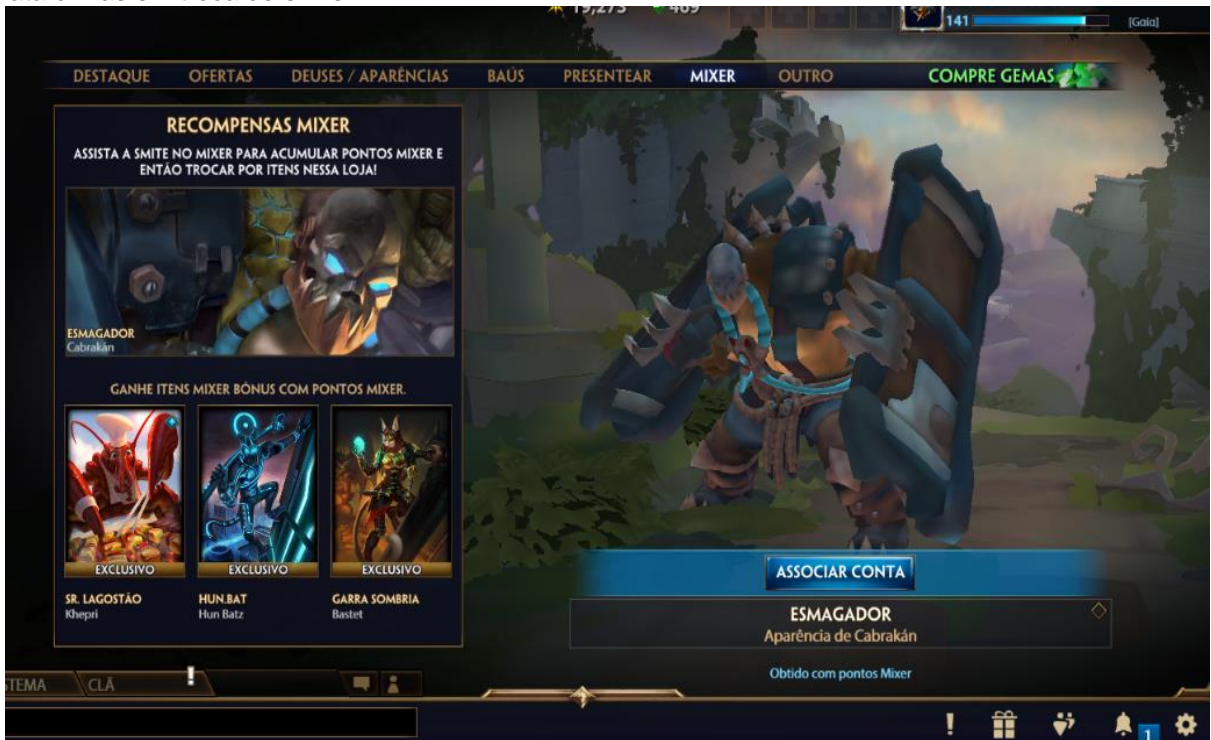 19,273
469
141
[Gaia]
DESTAQUE OFERTAS DEUSES / APARÊNCIAS BAÚS PRESENTEAR MIXER OUTRO COMPRE GEMAS
RECOMPENSAS MIXER
ASSISTA A SMITE NO MIXER PARA ACUMULAR PONTOS MIXER E
ENTÃO TROCAR POR ITENS NESSA LOJA!
ESMAGADOR
Cabrakán
GANHE ITENS MIXER BÔNUS COM PONTOS MIXER.
EXCLUSIVO EXCLUSIVO EXCLUSIVO
SR. LAGOSTÃO HUN.BAT GARRA SOMBRIA
Khepri Hun Batz Bastet
ASSOCIAR CONTA
ESMAGADOR
Aparência de Cabrakán
Obtido com pontos Mixer
STEMA CLÃ
1